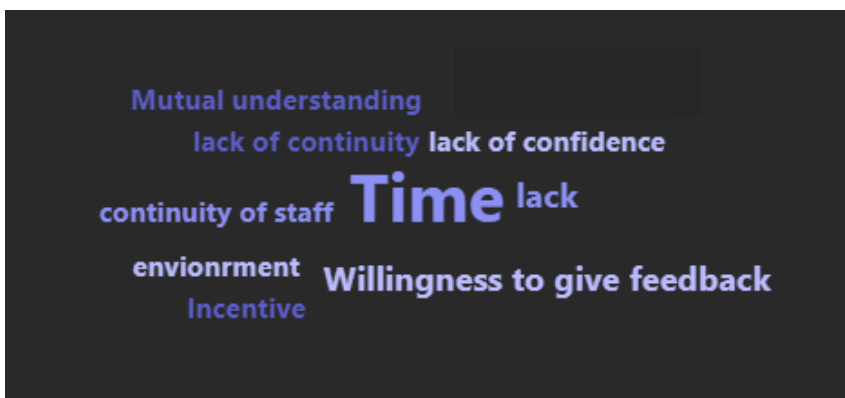 Mutual understanding
lack of continuity lack of confidence
continuity of staff Time lack
envionrment Willingness to give feedback
Incentive